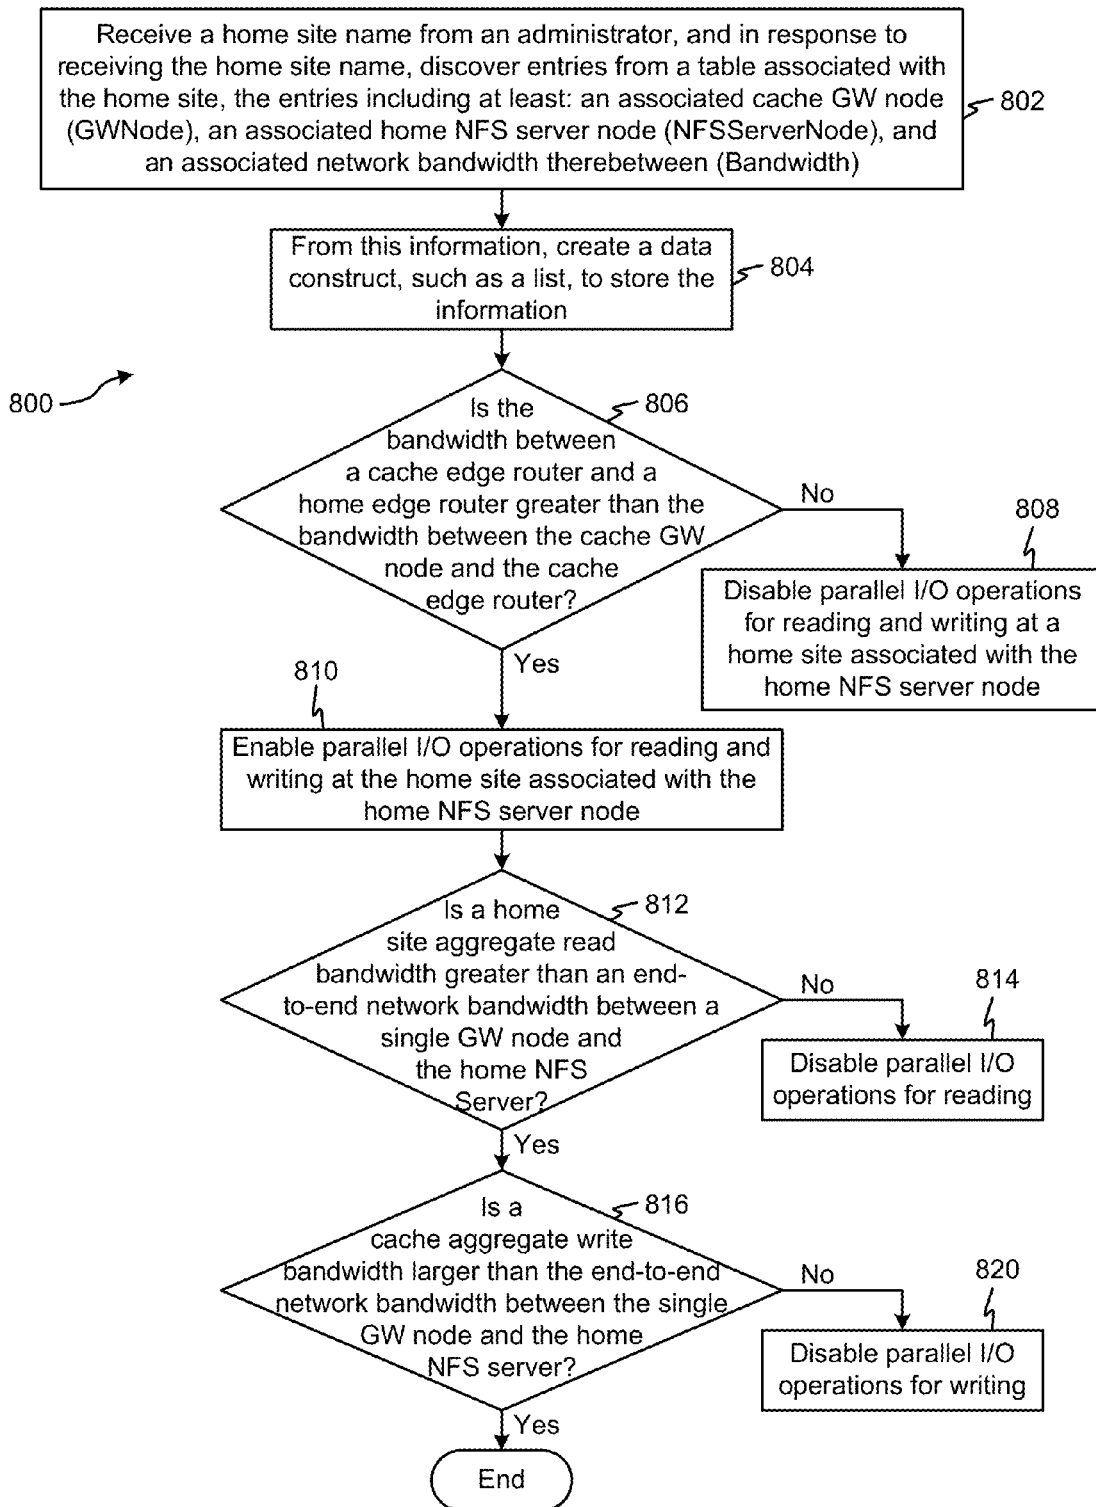 Receive a home site name from an administrator, and in response to
receiving the home site name, discover entries from a table associated with
the home site, the entries including at least: an associated cache GW node
(GWNode), an associated home NFS server node (NFSServerNode), and
an associated network bandwidth therebetween (Bandwidth)
802
From this information, create a data
construct, such as a list, to store the
information
804
800
Is the
bandwidth between
a cache edge router and a
home edge router greater than the
bandwidth between the cache GW
node and the cache
edge router?
806
No
808
Disable parallel I/O operations
for reading and writing at a
home site associated with the
home NFS server node
Yes
810
Enable parallel I/O operations for reading and
writing at the home site associated with the
home NFS server node
Is a home
site aggregate read
bandwidth greater than an end-
to-end network bandwidth between a
single GW node and
the home NFS
Server?
812
No
814
Disable parallel I/O
operations for reading
Yes
Is a
cache aggregate write
bandwidth larger than the end-to-end
network bandwidth between the single
GW node and the home
NFS server?
816
No
820
Disable parallel I/O
operations for writing
Yes
End